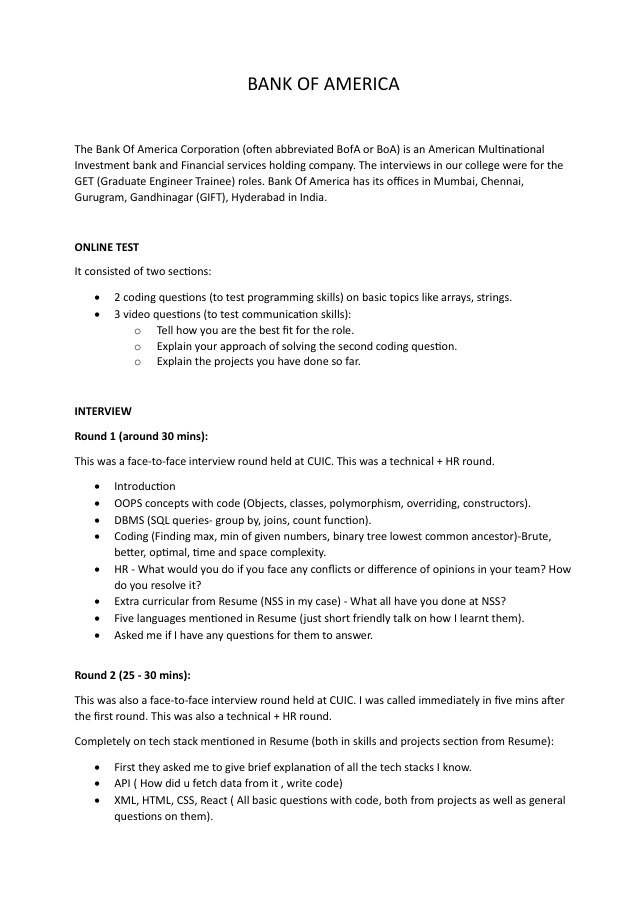 BANK OF AMERICA
The Bank Of America Corporation (often abbreviated BofA or BoA) is an American Multinational
Investment bank and Financial services holding company. The interviews in our college were for the
GET (Graduate Engineer Trainee) roles. Bank Of America has its offices in Mumbai, Chennai,
Gurugram, Gandhinagar (GIFT), Hyderabad in India.
ONLINE TEST
It consisted of two sections:
• 2 coding questions (to test programming skills) on basic topics like arrays, strings.
• 3 video questions (to test communication skills):
o Tell how you are the best fit for the role.
o Explain your approach of solving the second coding question.
o Explain the projects you have done so far.
INTERVIEW
Round 1 (around 30 mins):
This was a face-to-face interview round held at CUIC. This was a technical + HR round.
• Introduction
• OOPS concepts with code (Objects, classes, polymorphism, overriding, constructors).
• DBMS (SQL queries- group by, joins, count function).
• Coding (Finding max, min of given numbers, binary tree lowest common ancestor)-Brute,
better, optimal, time and space complexity.
• HR - What would you do if you face any conflicts or difference of opinions in your team? How
do you resolve it?
• Extra curricular from Resume (NSS in my case) - What all have you done at NSS?
• Five languages mentioned in Resume (just short friendly talk on how I learnt them).
• Asked me if I have any questions for them to answer.
Round 2 (25 - 30 mins):
This was also a face-to-face interview round held at CUIC. I was called immediately in five mins after
the first round. This was also a technical + HR round.
Completely on tech stack mentioned in Resume (both in skills and projects section from Resume):
• First they asked me to give brief explanation of all the tech stacks I know.
• API ( How did u fetch data from it , write code)
• XML, HTML, CSS, React ( All basic questions with code, both from projects as well as general
questions on them).